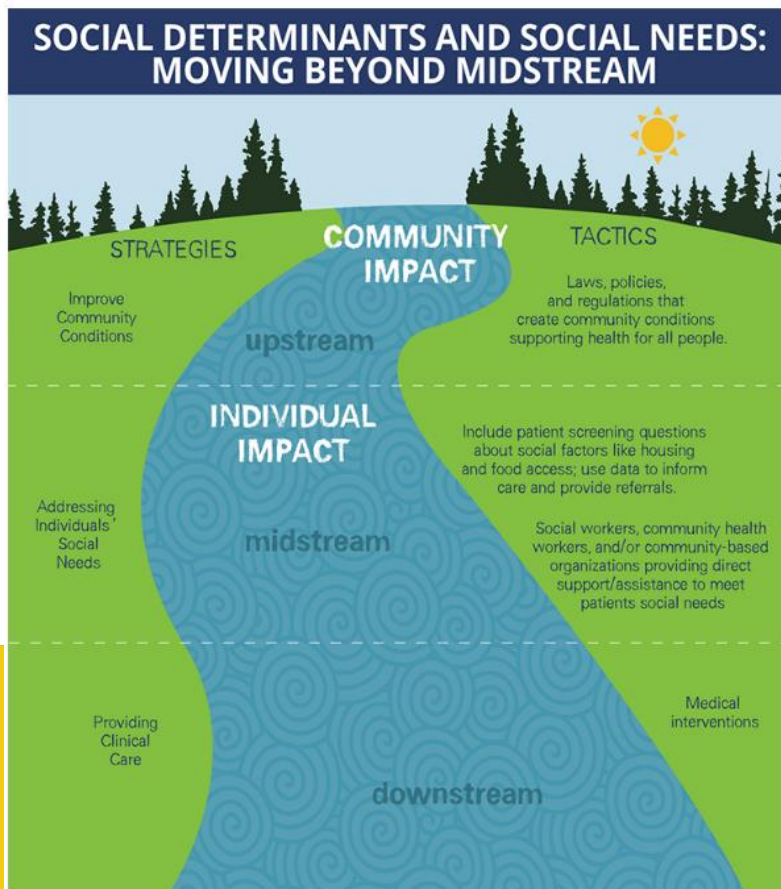 SOCIAL DETERMINANTS AND SOCIAL NEEDS:
MOVING BEYOND MIDSTREAM
STRATEGIES
COMMUNITY
IMPACT
TACTICS
Improve
Community
Conditions
upstream
Laws, policies,
and regulations that
create community conditions
supporting health for all people.
INDIVIDUAL
IMPACT
Addressing
Individuals'
Social
Needs
midstream
Include patient screening questions
about social factors like housing
and food access; use data to inform
care and provide referrals.
Social workers, community health
workers, and/or community-based
organizations providing direct
support/assistance to meet
patients social needs
Providing
Clinical
Care
downstream
Medical
interventions